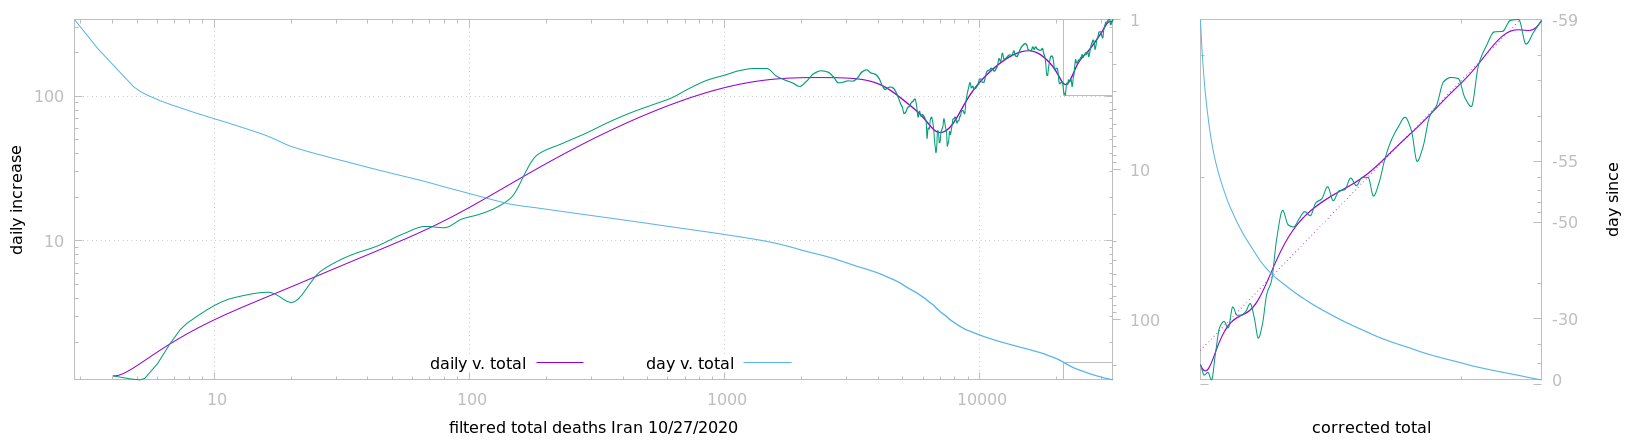 daily increase
100
10
daily v. total
day v. total
10
100
1000
10000
filtered total deaths Iran 10/27/2020
1
10
100
-59
-55
-50
-30
0
day since
corrected total